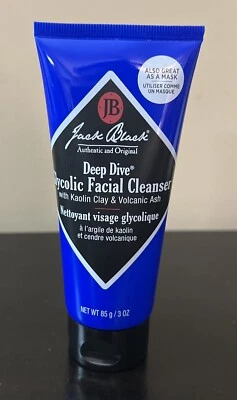 ALSO GREAT
AS A MASK
UTILISER COMME
UN MASQUE
JB
Jack Black®
Authentic and Original
Deep Dive®
Glycolic Facial Cleanser
with Kaolin Clay & Volcanic Ash
Nettoyant visage glycolique
à l'argile de kaolin
et cendre volcanique
NET WT 85 g / 3 OZ